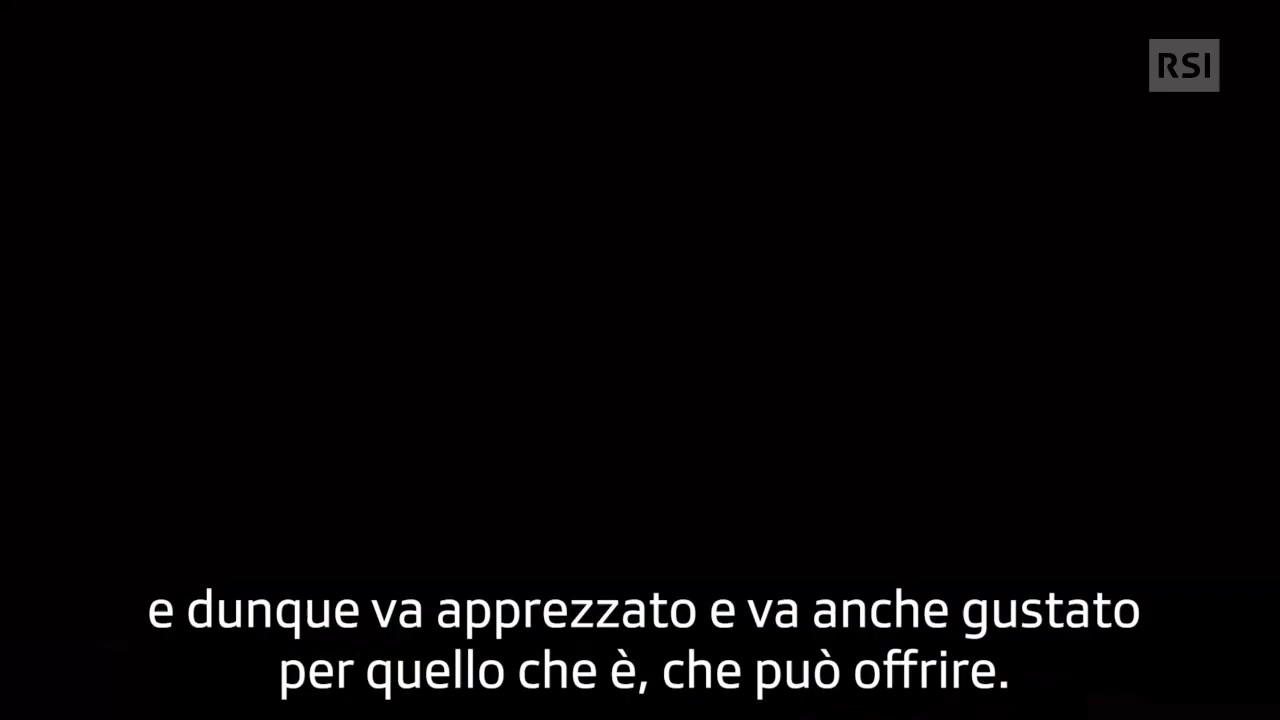 RSI
e dunque va apprezzato e va anche gustato
per quello che è, che può offrire.